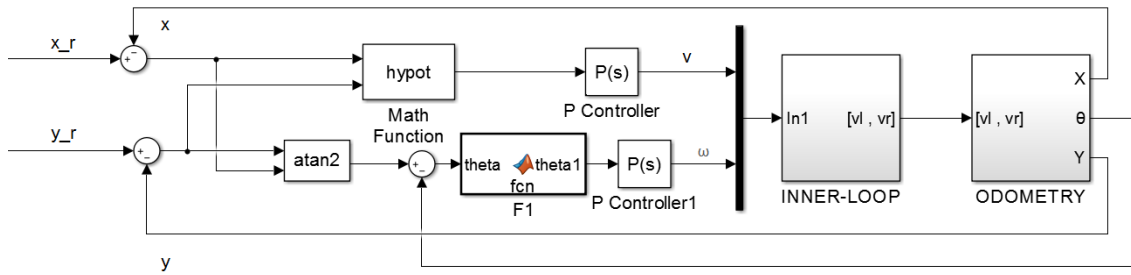 x
x_r
hypot
P(s)
v
Math
Function
P Controller
In1
[vl , vr]
[vl , vr]
X
θ
Y
y_r
atan2
theta
theta1
fcn
F1
P(s)
ω
P Controller1
INNER-LOOP
ODOMETRY
y